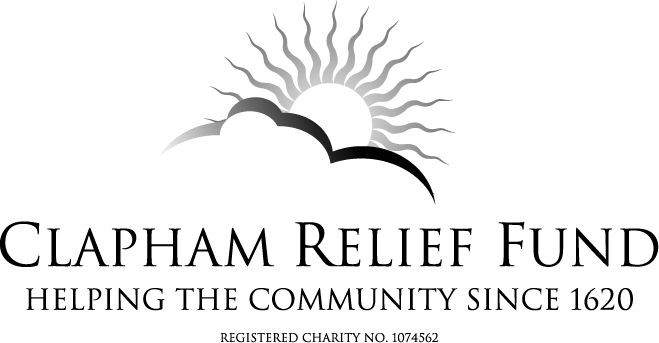 CLAPHAM RELIEF FUND
HELPING THE COMMUNITY SINCE 1620
REGISTERED CHARITY NO. 1074562